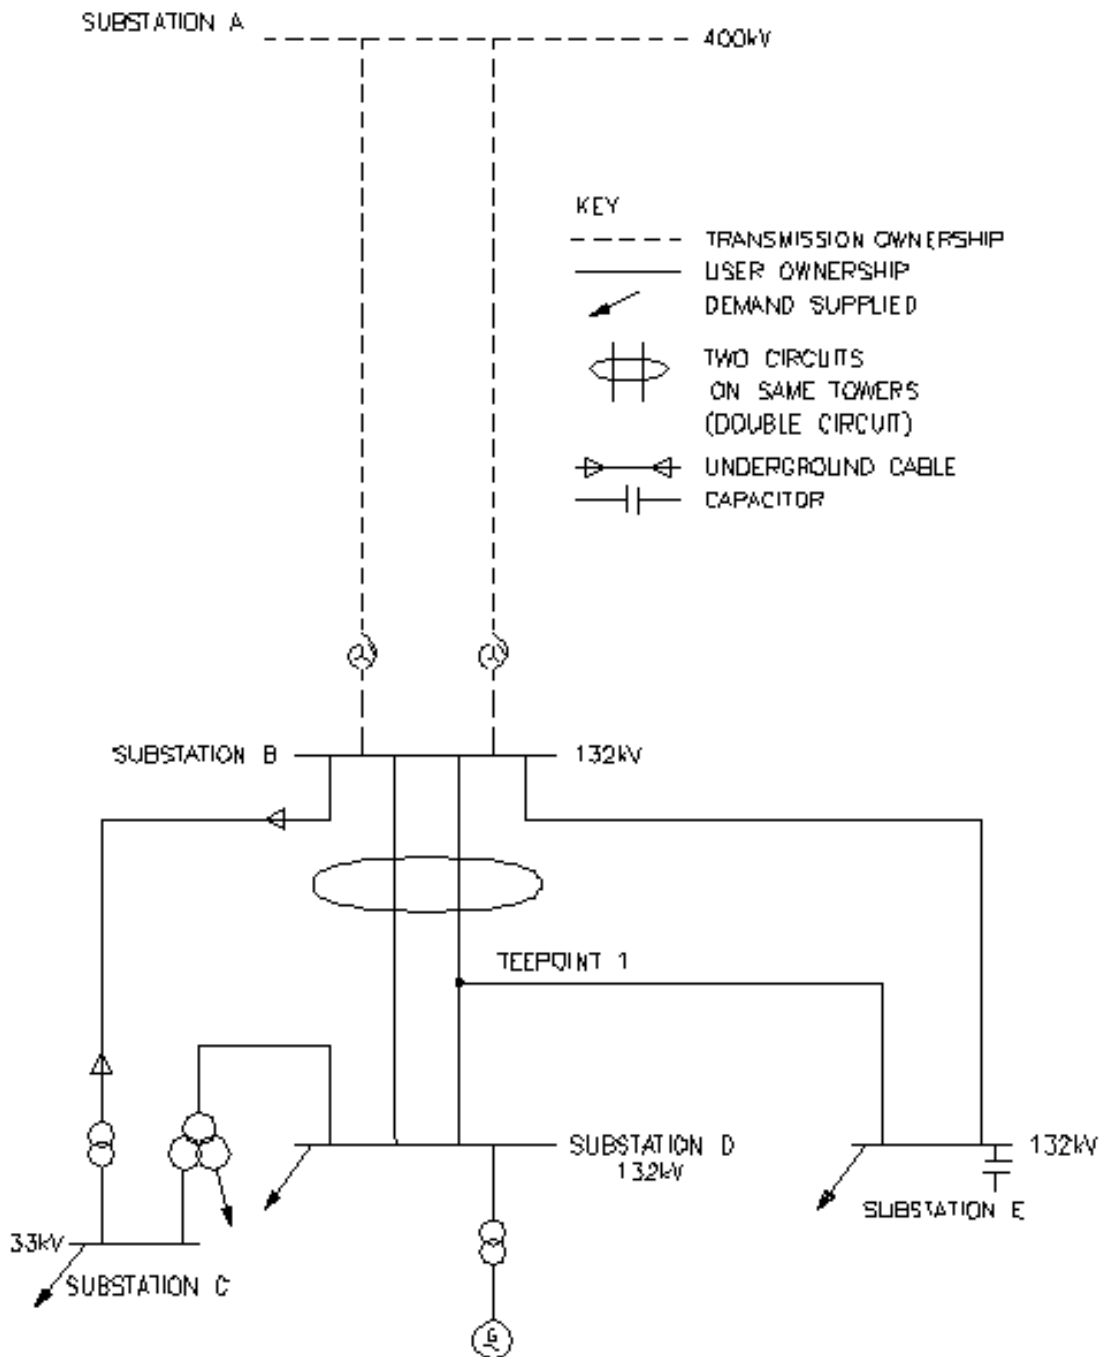 SUBSTATION A
400kV
KEY
TRANSMISSION OWNERSHIP
USER OWNERSHIP
DEMAND SUPPLIED
TWO CIRCUITS
ON SAME TOWERS
(DOUBLE CIRCUIT)
UNDERGROUND CABLE
CAPACITOR
SUBSTATION B
132kV
TEEPOINT 1
SUBSTATION D
132kV
132kV
SUBSTATION E
33kV
SUBSTATION C
G